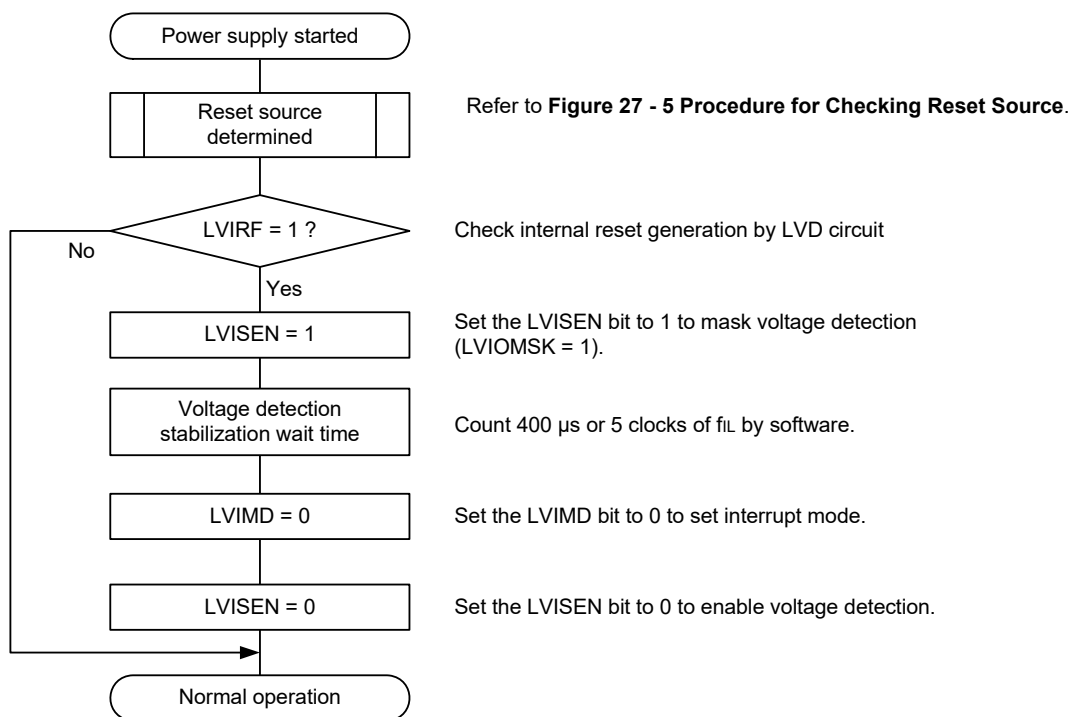 Power supply started
Reset source
determined
Refer to Figure 27 - 5 Procedure for Checking Reset Source.
LVIRF = 1 ?
Check internal reset generation by LVD circuit
No
Yes
LVISEN = 1
Set the LVISEN bit to 1 to mask voltage detection
(LVIOMSK = 1).
Voltage detection
stabilization wait time
Count 400 µs or 5 clocks of fIL by software.
LVIMD = 0
Set the LVIMD bit to 0 to set interrupt mode.
LVISEN = 0
Set the LVISEN bit to 0 to enable voltage detection.
Normal operation